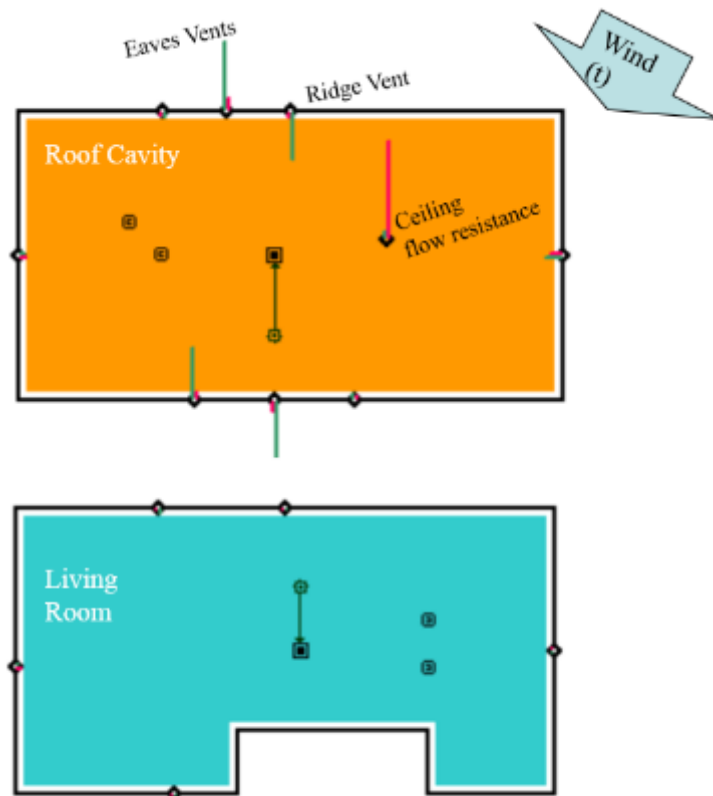 Eaves Vents
Ridge Vent
Wind
(t)
Roof Cavity
Ceiling
flow resistance
Living
Room